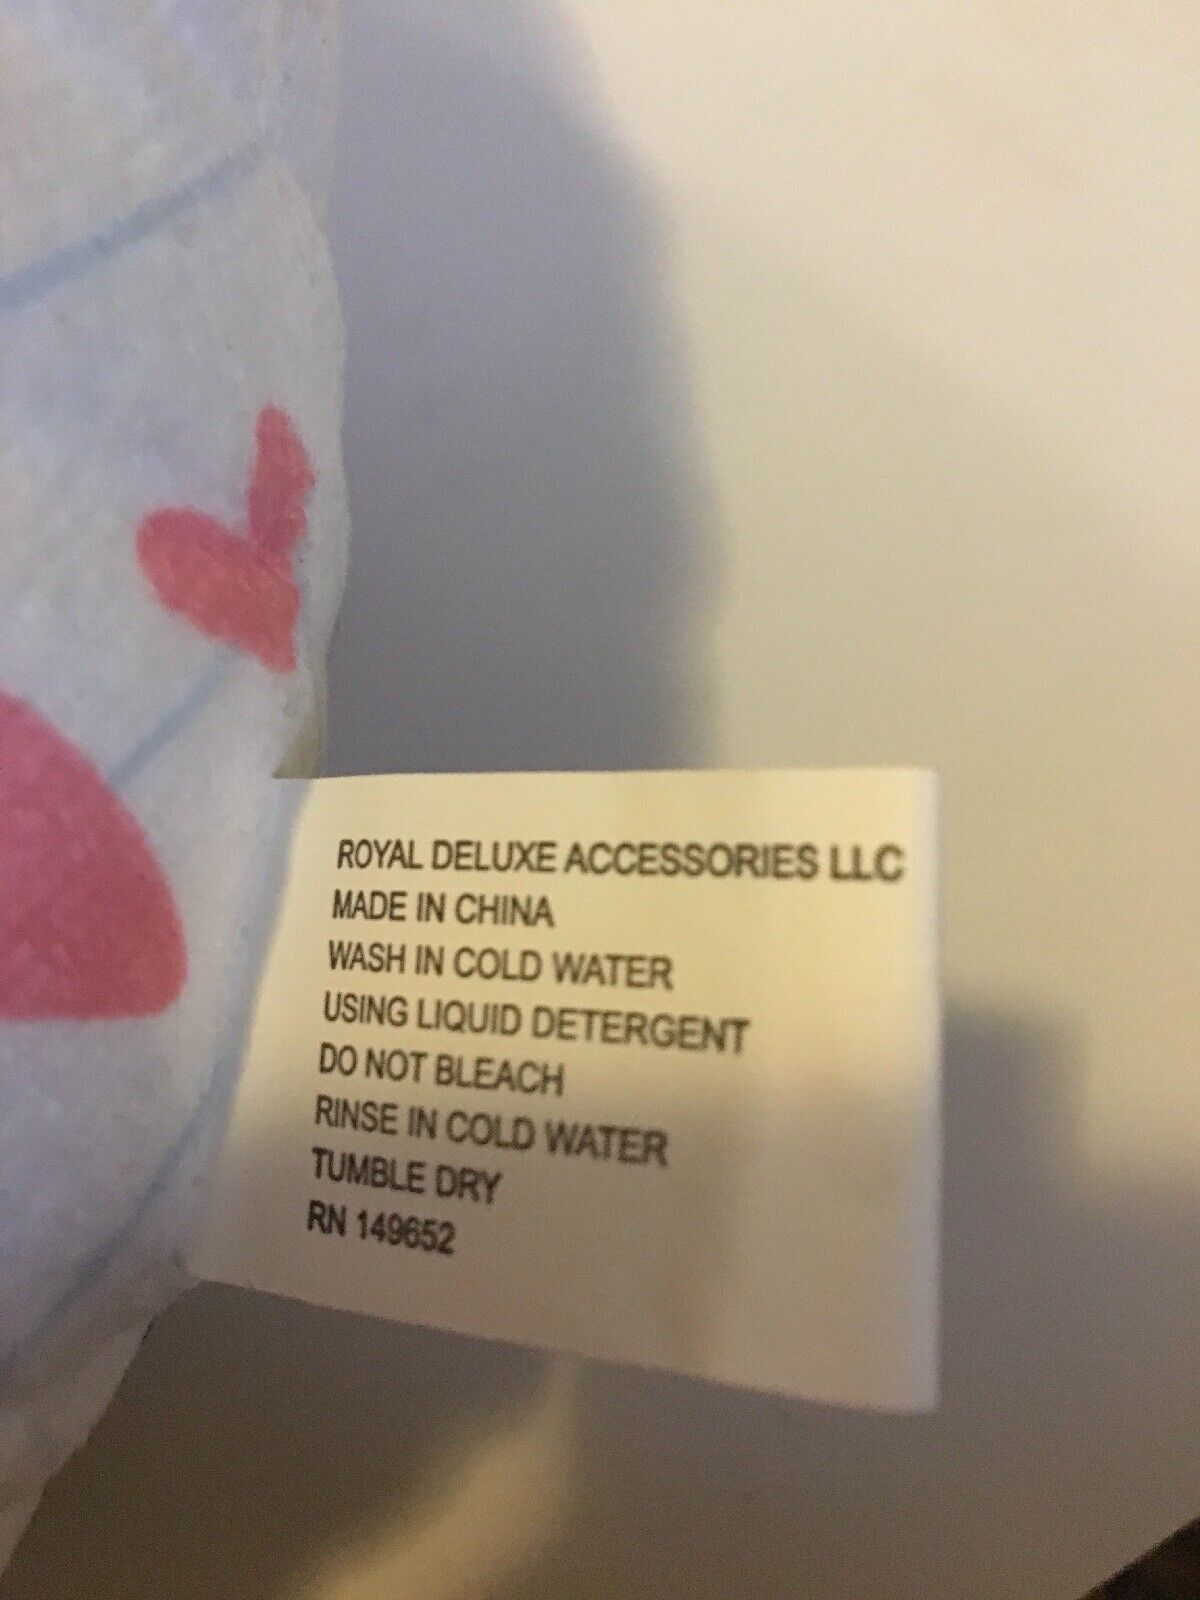 ROYAL DELUXE ACCESSORIES LLC
MADE IN CHINA
WASH IN COLD WATER
USING LIQUID DETERGENT
DO NOT BLEACH
RINSE IN COLD WATER
TUMBLE DRY
RN 149652